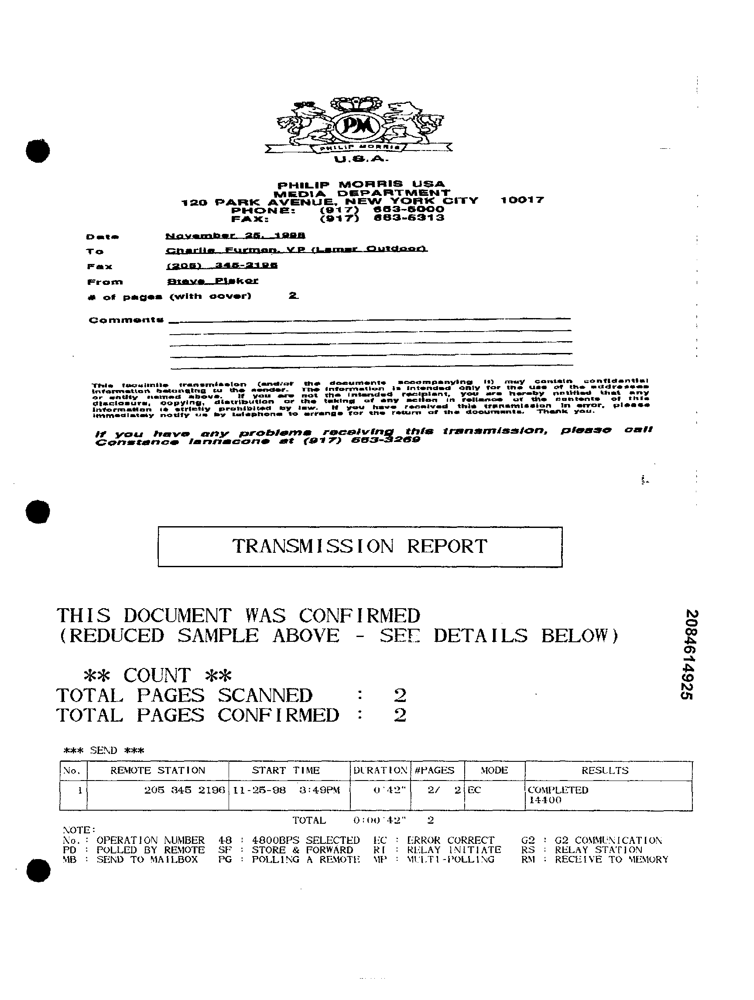 PM
PHILIP MORRIS
U.S.A.
PHILIP MORRIS USA
MEDIA DEPARTMENT
120 PARK AVENUE, NEW YORK CITY 10017
PHONE: (917) 663-5000
FAX: (917) 663-5313
Date November 25, 1998
To Charlie Furman, VP (Lamar Outdoor)
Fax (205) 345-2196
From Steve Piskor
# of pages (with cover) 2
Comments
This facsimile transmission (and/or the documents accompanying it) may contain confidential
information belonging to the sender. The information is intended only for the use of the addressee
or entity named above. If you are not the intended recipient, you are hereby notified that any
disclosure, copying, distribution or the taking of any action in reliance of the contents of this
information is strictly prohibited by law. If you have received this transmission in error, please
immediately notify us by telephone to arrange for the return of the documents. Thank you.
If you have any problems receiving this transmission, please call
Constance Iannacone at (917) 663-3269
TRANSMISSION REPORT
THIS DOCUMENT WAS CONFIRMED
(REDUCED SAMPLE ABOVE - SEE DETAILS BELOW)
** COUNT **
TOTAL PAGES SCANNED : 2
TOTAL PAGES CONFIRMED : 2
2084614925
*** SEND ***
No. REMOTE STATION START TIME DURATION #PAGES MODE RESULTS
1 205 345 2196 11-25-98 3:49PM 0'42" 2/ 2 EC COMPLETED
14400
TOTAL 0:00'42" 2
NOTE:
No. : OPERATION NUMBER 48 : 4800BPS SELECTED EC : ERROR CORRECT G2 : G2 COMMUNICATION
PD : POLLED BY REMOTE SF : STORE & FORWARD RI : RELAY INITIATE RS : RELAY STATION
MB : SEND TO MAILBOX PG : POLLING A REMOTE MP : MULTI-POLLING RM : RECEIVE TO MEMORY